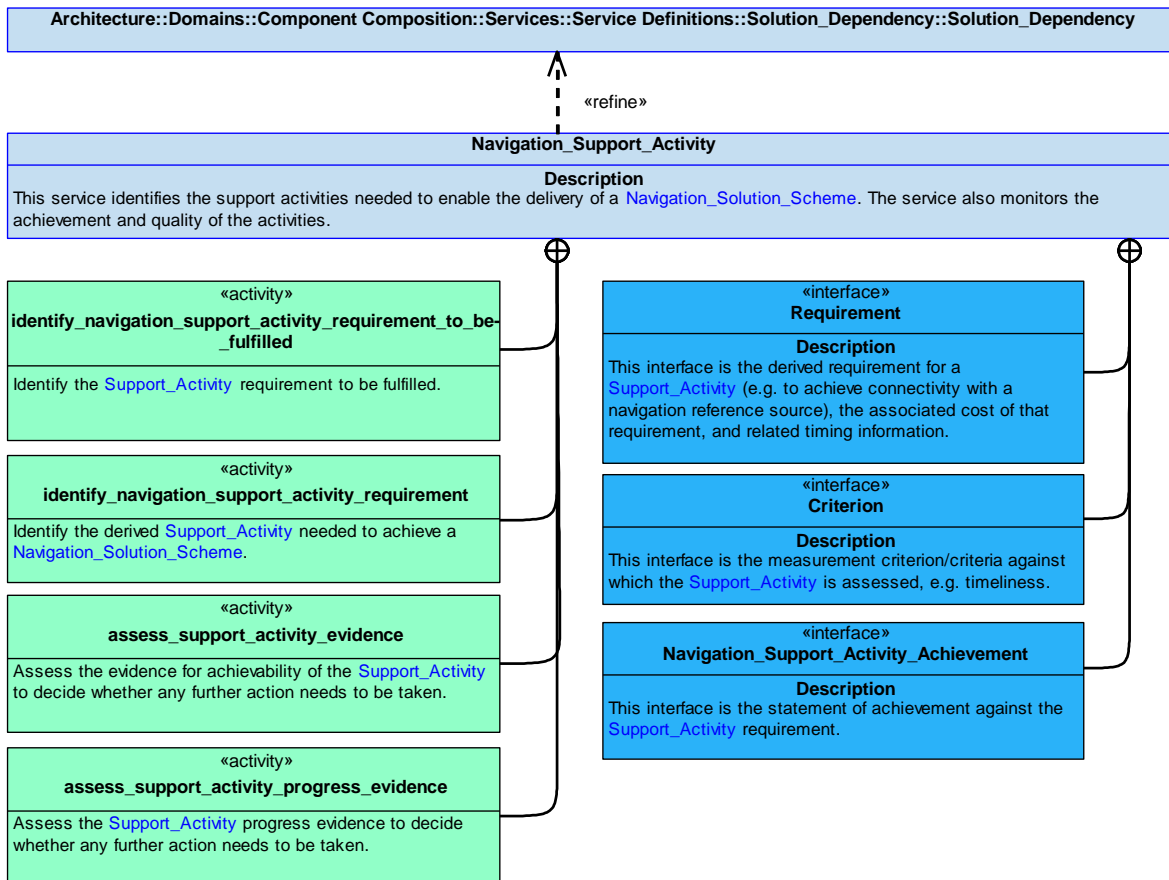 Architecture::Domains::Component Composition::Services::Service Definitions::Solution_Dependency::Solution_Dependency
«refine»
Navigation_Support_Activity
Description
This service identifies the support activities needed to enable the delivery of a Navigation_Solution_Scheme. The service also monitors the
achievement and quality of the activities.
«activity»
identify_navigation_support_activity_requirement_to_be-
_fulfilled
Identify the Support_Activity requirement to be fulfilled.
«activity»
identify_navigation_support_activity_requirement
Identify the derived Support_Activity needed to achieve a
Navigation_Solution_Scheme.
«activity»
assess_support_activity_evidence
Assess the evidence for achievability of the Support_Activity
to decide whether any further action needs to be taken.
«activity»
assess_support_activity_progress_evidence
Assess the Support_Activity progress evidence to decide
whether any further action needs to be taken.
«interface»
Requirement
Description
This interface is the derived requirement for a
Support_Activity (e.g. to achieve connectivity with a
navigation reference source), the associated cost of that
requirement, and related timing information.
«interface»
Criterion
Description
This interface is the measurement criterion/criteria against
which the Support_Activity is assessed, e.g. timeliness.
«interface»
Navigation_Support_Activity_Achievement
Description
This interface is the statement of achievement against the
Support_Activity requirement.